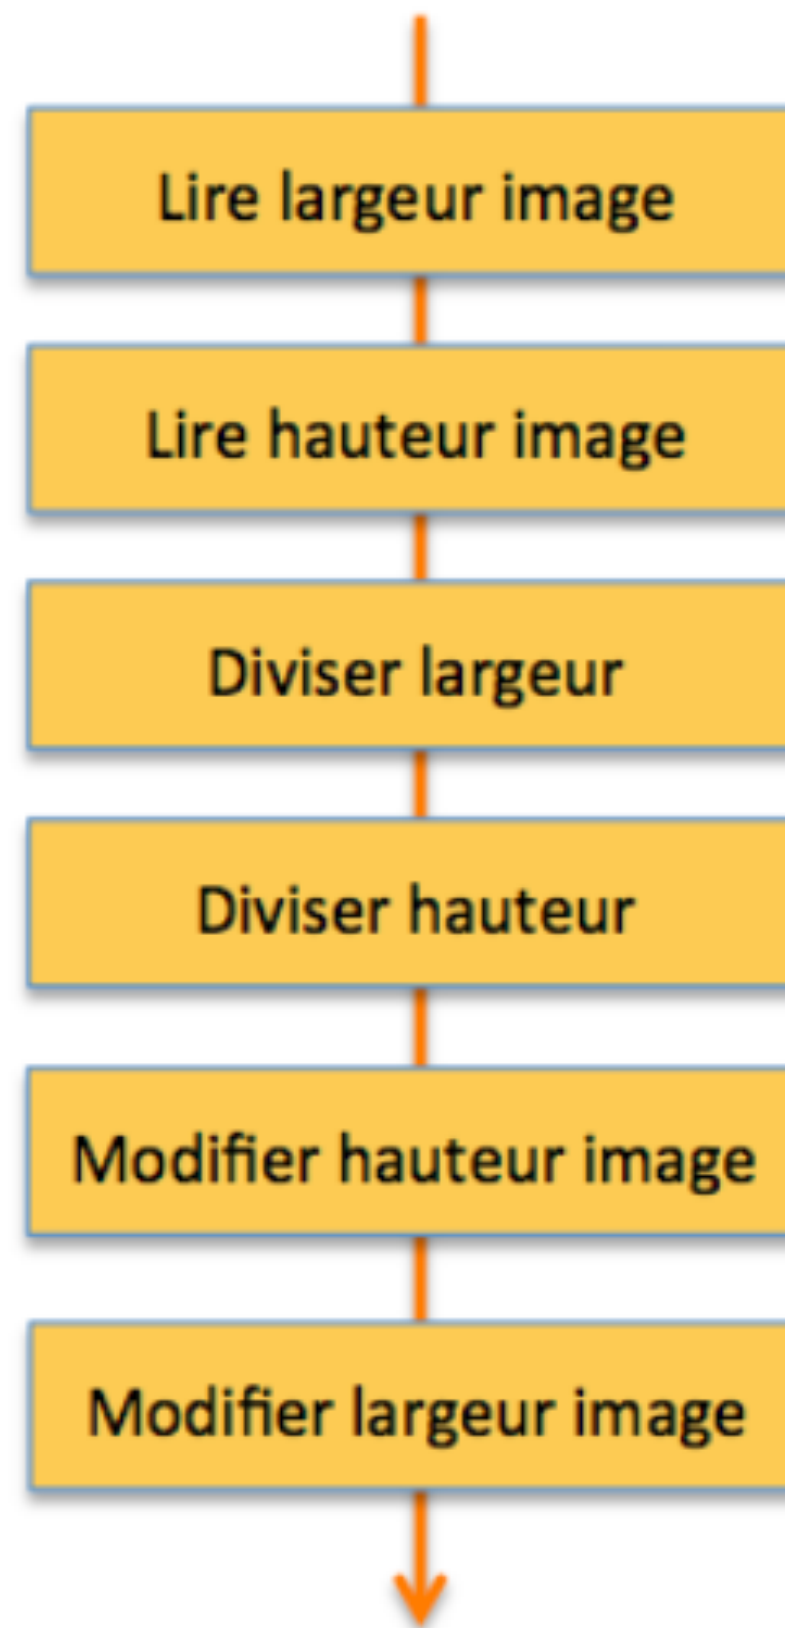 Lire largeur image
Lire hauteur image
Diviser largeur
Diviser hauteur
Modifier hauteur image
Modifier largeur image